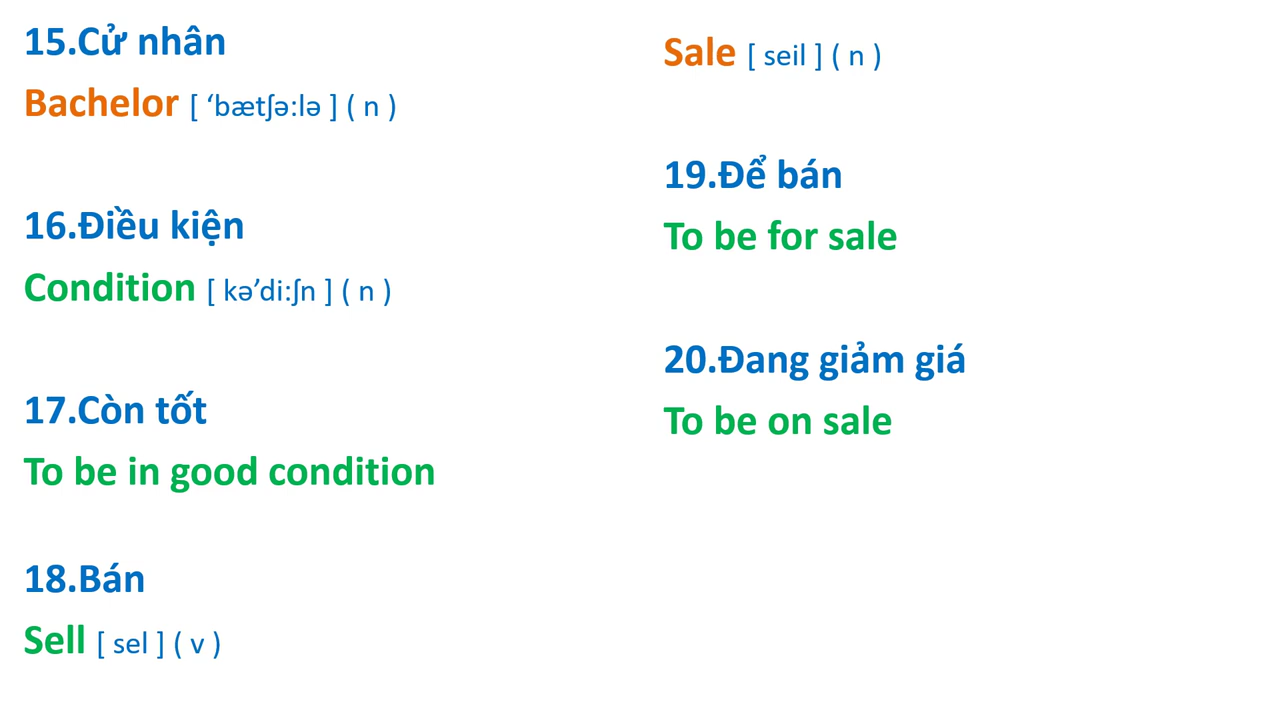 15.Cử nhân
Bachelor [ ‘bætʃə:lə ] ( n )
16.Điều kiện
Condition [ kə’di:ʃn ] ( n )
17.Còn tốt
To be in good condition
18.Bán
Sell [ sel ] ( v )
Sale [ seil ] ( n )
19.Để bán
To be for sale
20.Đang giảm giá
To be on sale